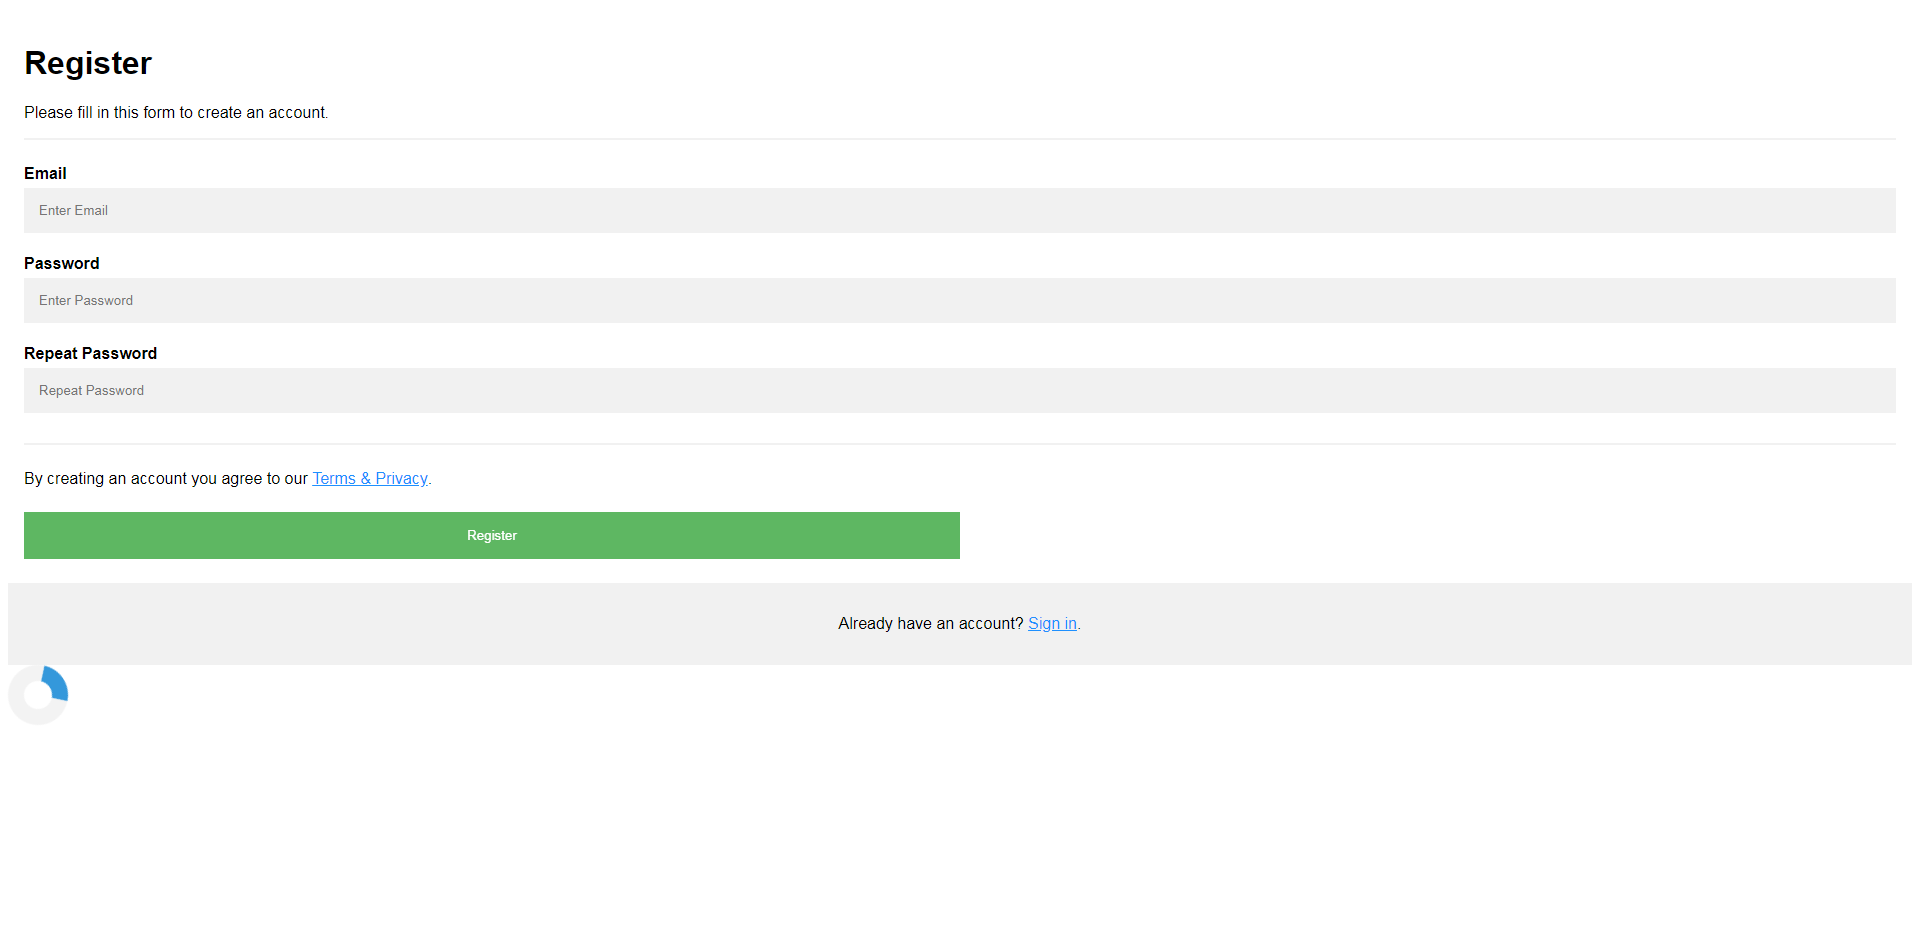 Register
Please fill in this form to create an account.
Email
Enter Email
Password
Enter Password
Repeat Password
Repeat Password
By creating an account you agree to our Terms & Privacy.
Register
Already have an account? Sign in.